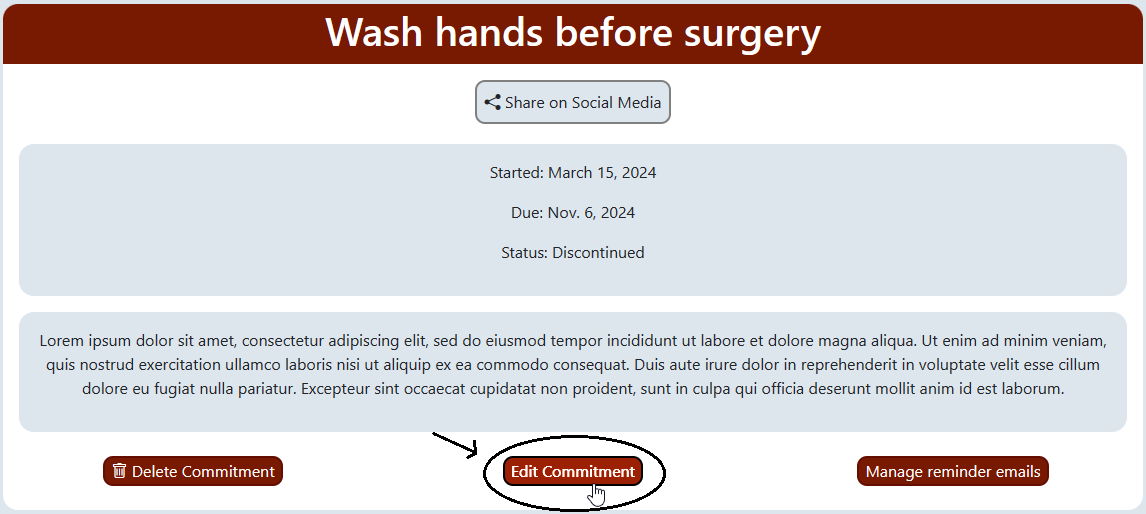 Wash hands before surgery
Share on Social Media
Started: March 15, 2024
Due: Nov. 6, 2024
Status: Discontinued
Lorem ipsum dolor sit amet, consectetur adipiscing elit, sed do eiusmod tempor incididunt ut labore et dolore magna aliqua. Ut enim ad minim veniam,
quis nostrud exercitation ullamco laboris nisi ut aliquip ex ea commodo consequat. Duis aute irure dolor in reprehenderit in voluptate velit esse cillum
dolore eu fugiat nulla pariatur. Excepteur sint occaecat cupidatat non proident, sunt in culpa qui officia deserunt mollit anim id est laborum.
Delete Commitment
Edit Commitment
Manage reminder emails